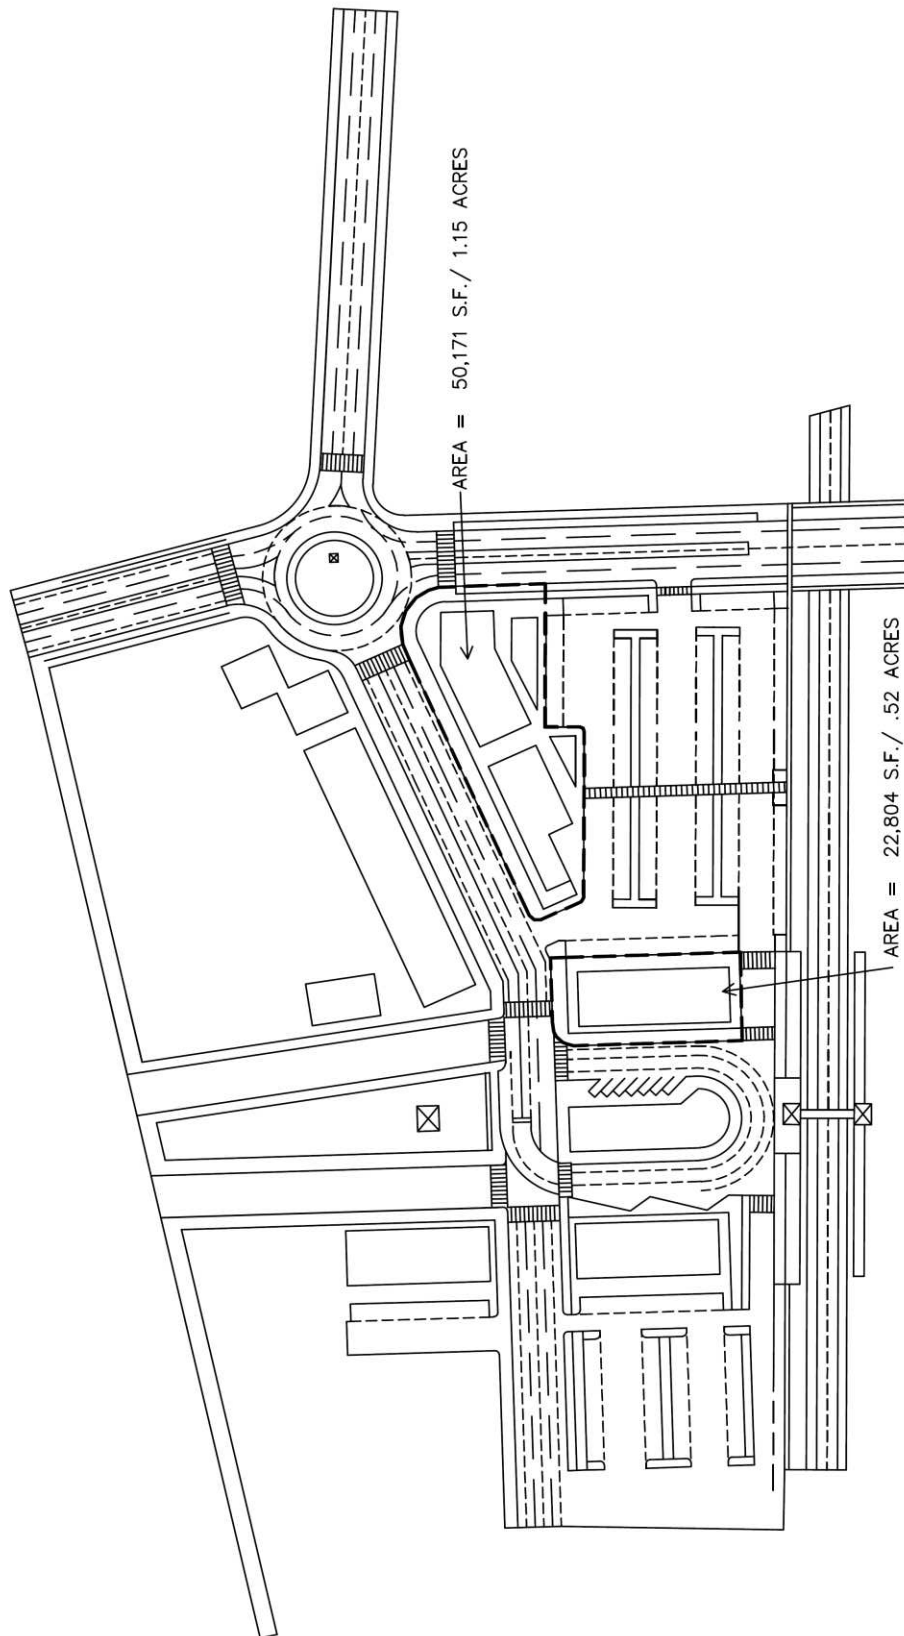 AREA = 50,171 S.F./ 1.15 ACRES
AREA = 22,804 S.F./ .52 ACRES